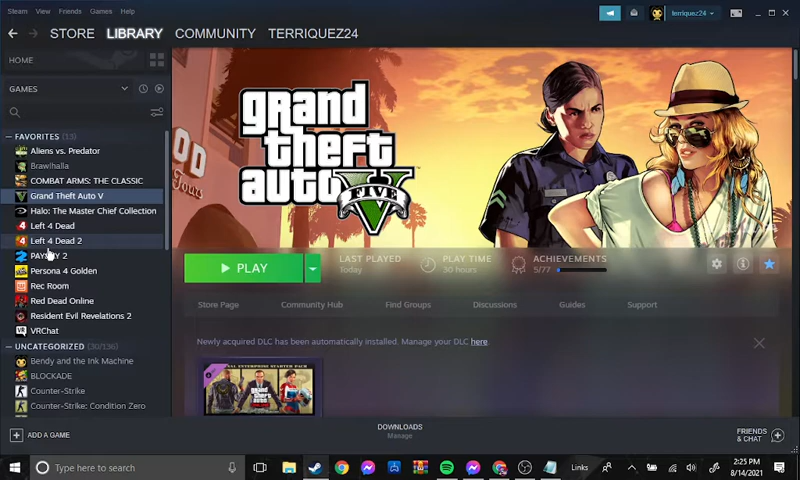 Steam View Friends Games Help
terriquez24
STORE LIBRARY COMMUNITY TERRIQUEZ24
HOME
GAMES
FAVORITES (13)
Aliens vs. Predator
Brawlhalla
COMBAT ARMS: THE CLASSIC
Grand Theft Auto V
Halo: The Master Chief Collection
Left 4 Dead
Left 4 Dead 2
2
Persona 4 Golden
Rec Room
Red Dead Online
Resident Evil Revelations 2
VRChat
UNCATEGORIZED (30/136)
Bendy and the Ink Machine
BLOCKADE
Counter-Strike
Counter-Strike: Condition Zero
ADD A GAME
grand
theft
auto V
FIVE
PLAY
LAST PLAYED
Today
PLAY TIME
30 hours
ACHIEVEMENTS
5/77
Store Page Community Hub Find Groups Discussions Guides Support
Newly acquired DLC has been automatically installed. Manage your DLC here.
ENTERPRISE STARTER PACK
DOWNLOADS
Manage
FRIENDS
& CHAT
Type here to search
Links
2:25 PM
8/14/2021